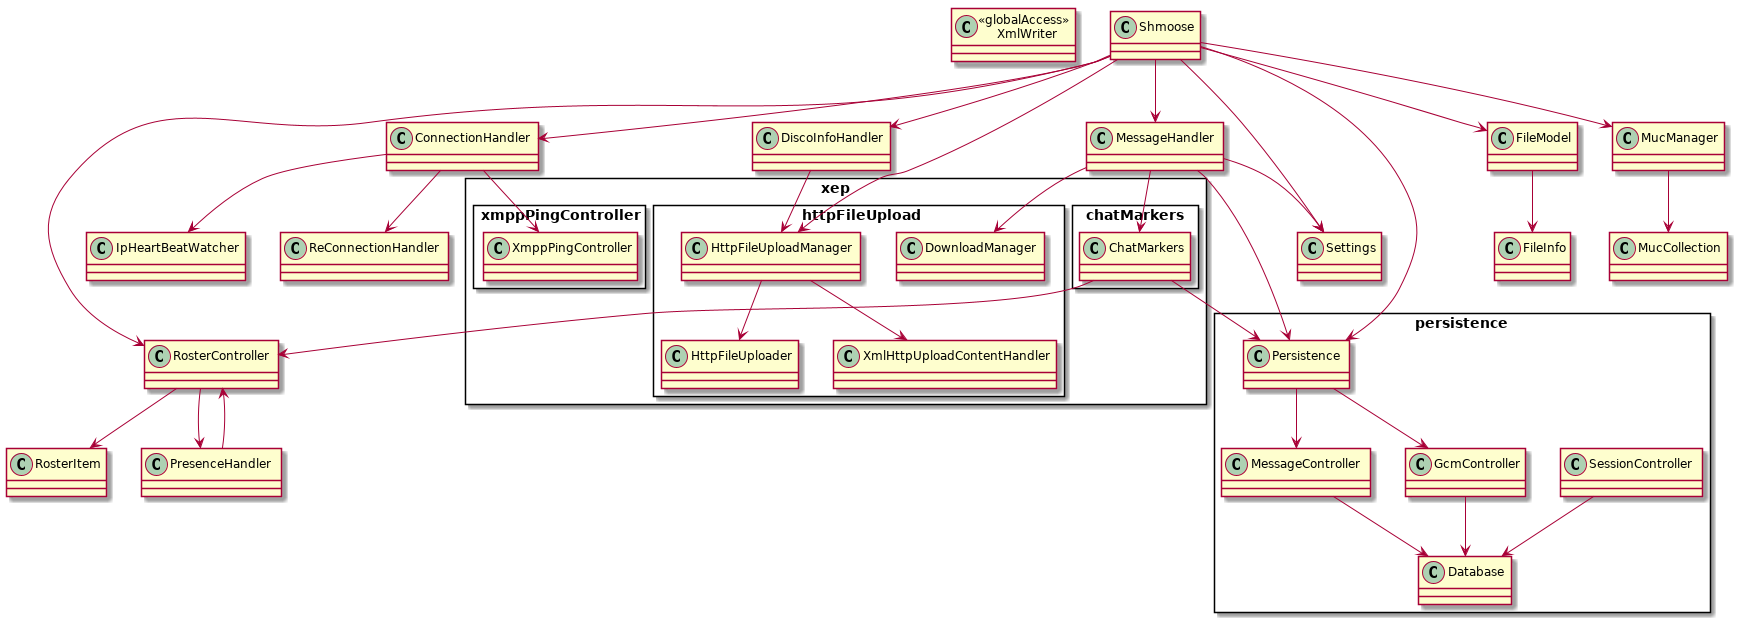 «globalAccess»
C XmlWriter
C Shmoose
C ConnectionHandler
C DiscoInfoHandler
C MessageHandler
C FileModel
C MucManager
xep
xmppPingController
httpFileUpload
chatMarkers
C IpHeartBeatWatcher
C ReConnectionHandler
C XmppPingController
C HttpFileUploadManager
C DownloadManager
C ChatMarkers
C Settings
C FileInfo
C MucCollection
persistence
C RosterController
C HttpFileUploader
C XmlHttpUploadContentHandler
C Persistence
C RosterItem
C PresenceHandler
C MessageController
C GcmController
C SessionController
C Database